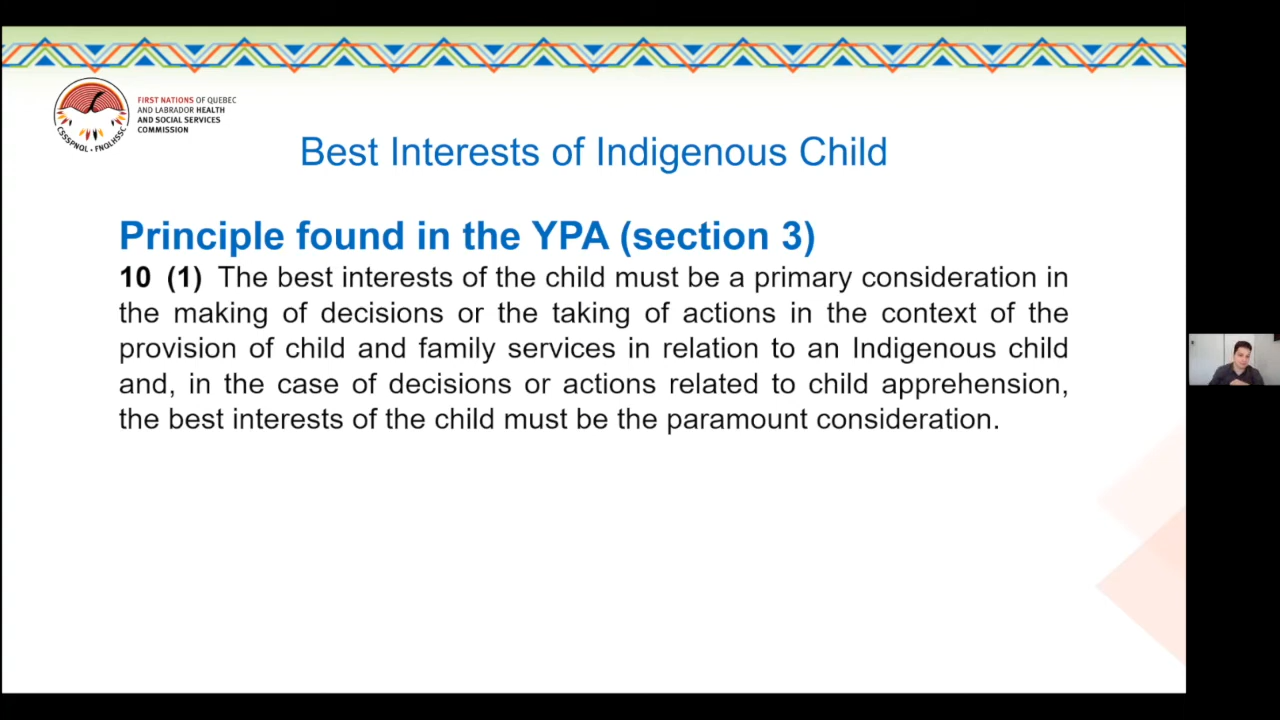 FIRST NATIONS OF QUEBEC
AND LABRADOR HEALTH
AND SOCIAL SERVICES
COMMISSION
CSSSPNQL • FNQLHSSC
Best Interests of Indigenous Child
Principle found in the YPA (section 3)
10 (1) The best interests of the child must be a primary consideration in
the making of decisions or the taking of actions in the context of the
provision of child and family services in relation to an Indigenous child
and, in the case of decisions or actions related to child apprehension,
the best interests of the child must be the paramount consideration.